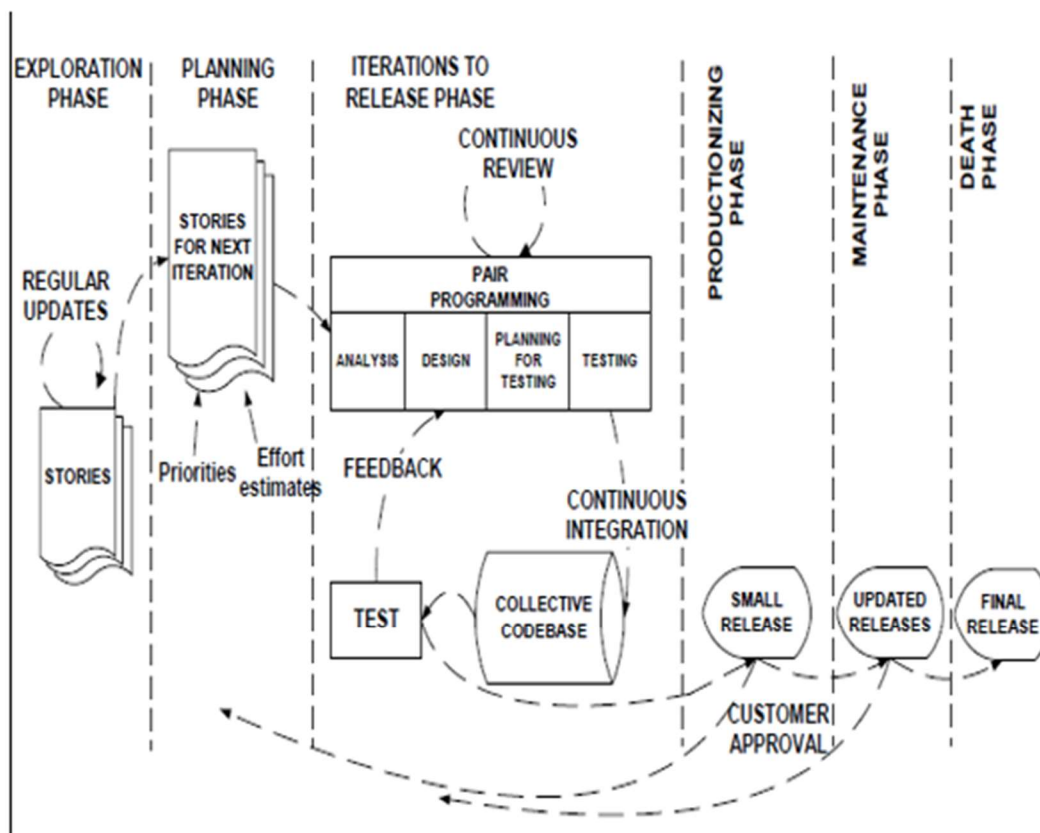 EXPLORATION
PHASE
PLANNING
PHASE
ITERATIONS TO
RELEASE PHASE
PRODUCTIONIZING
PHASE
MAINTENANCE
PHASE
DEATH
PHASE
CONTINUOUS
REVIEW
REGULAR
UPDATES
STORIES
FOR NEXT
ITERATION
PAIR
PROGRAMMING
ANALYSIS
DESIGN
PLANNING
FOR
TESTING
TESTING
STORIES
Priorities
Effort
estimates
FEEDBACK
CONTINUOUS
INTEGRATION
TEST
COLLECTIVE
CODEBASE
SMALL
RELEASE
UPDATED
RELEASES
FINAL
RELEASE
CUSTOMER
APPROVAL